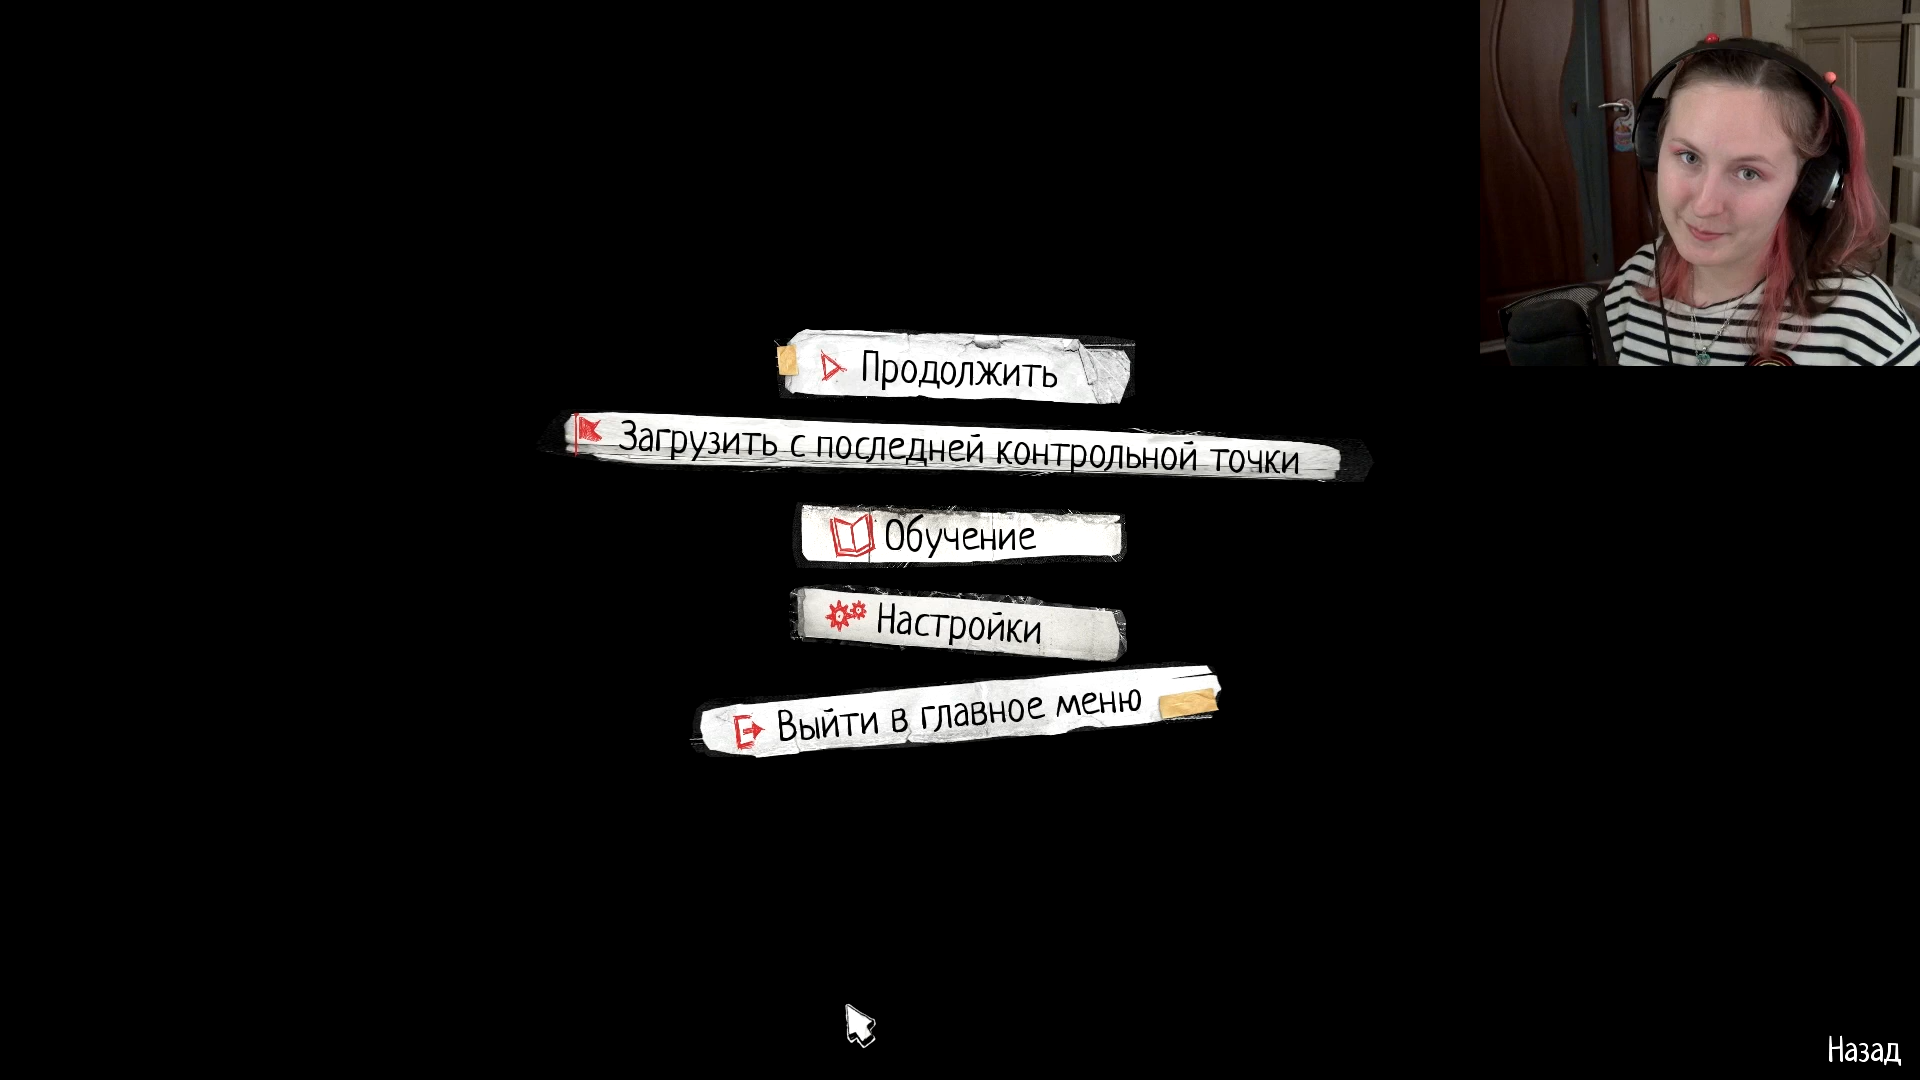 Продолжить
Загрузить с последней контрольной точки
Обучение
Настройки
Выйти в главное меню
Назад